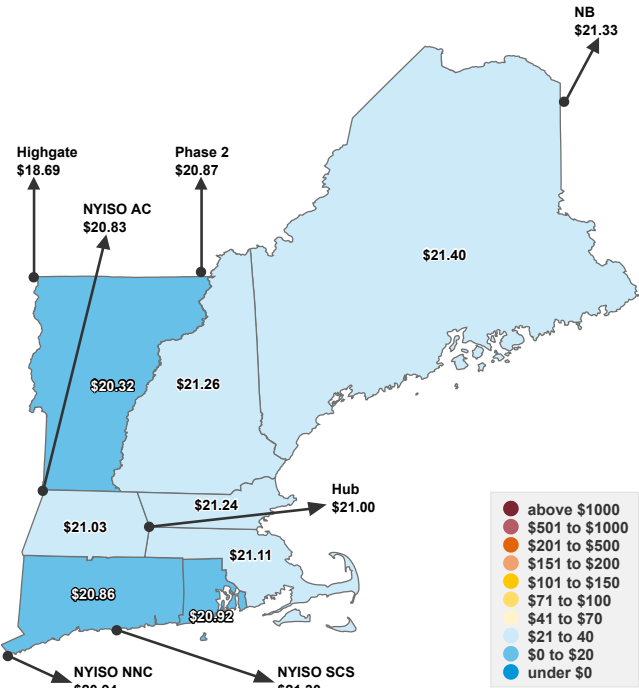 NB
$21.33
Highgate
$18.69
Phase 2
$20.87
NYISO AC
$20.83
$21.40
$20.32
$21.26
Hub
$21.00
$21.24
$21.03
$21.11
$20.86
$20.92
NYISO NNC
NYISO SCS
above $1000
$501 to $1000
$201 to $500
$151 to $200
$101 to $150
$71 to $100
$41 to $70
$21 to 40
$0 to $20
under $0